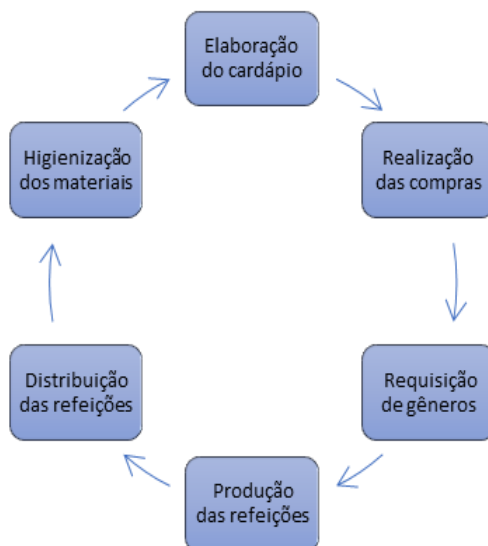 Elaboração
do cardápio
Realização
das compras
Requisição
de gêneros
Produção
das refeições
Distribuição
das refeições
Higienização
dos materiais